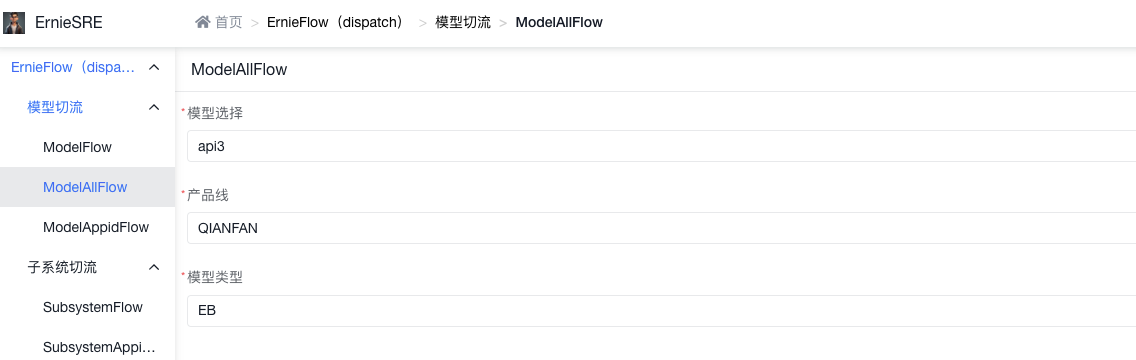 ErnieSRE
首页 > ErnieFlow（dispatch） > 模型切流 > ModelAllFlow
ErnieFlow（dispa…
模型切流
ModelFlow
ModelAllFlow
ModelAppidFlow
子系统切流
SubsystemFlow
SubsystemAppi…
ModelAllFlow
*模型选择
api3
*产品线
QIANFAN
*模型类型
EB